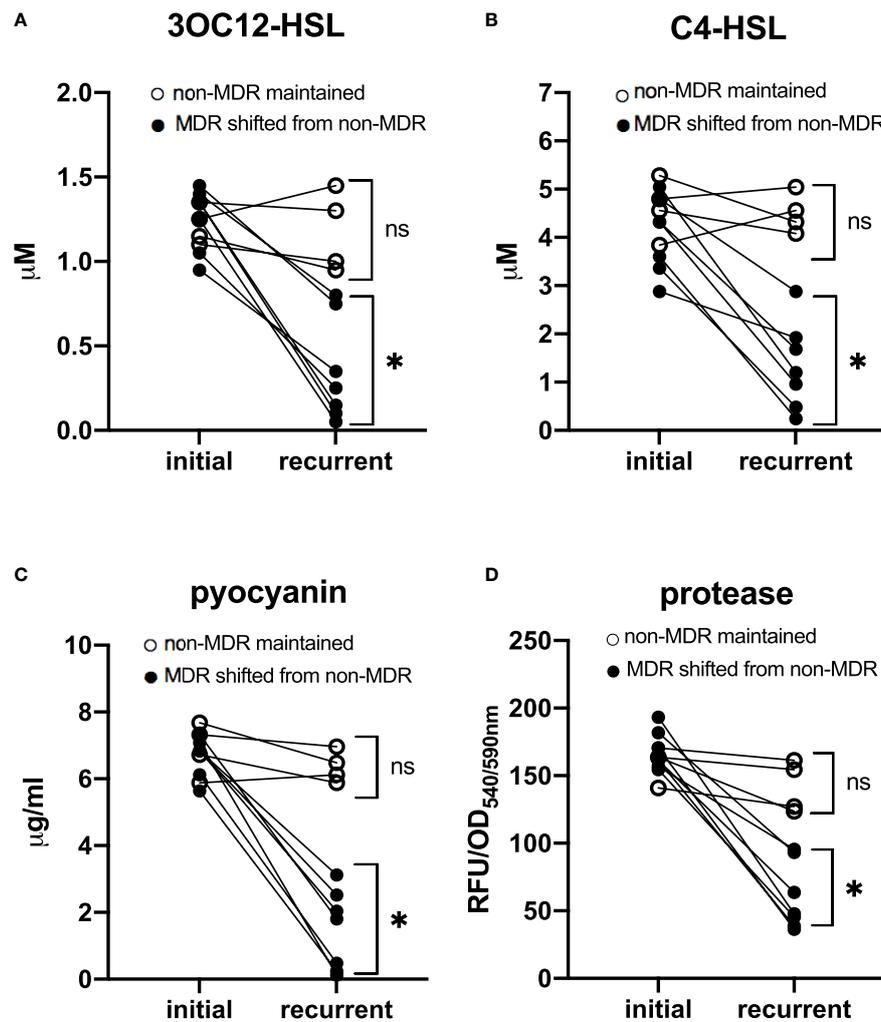 A
3OC12-HSL
2.0
1.5
1.0
0.5
0.0
μM
non-MDR maintained
MDR shifted from non-MDR
ns
*
initial
recurrent
B
C4-HSL
7
6
5
4
3
2
1
0
μM
non-MDR maintained
MDR shifted from non-MDR
ns
*
initial
recurrent
C
pyocyanin
10
8
6
4
2
0
μg/ml
non-MDR maintained
MDR shifted from non-MDR
ns
*
initial
recurrent
D
protease
250
200
150
100
50
0
RFU/OD540/590nm
non-MDR maintained
MDR shifted from non-MDR
ns
*
initial
recurrent